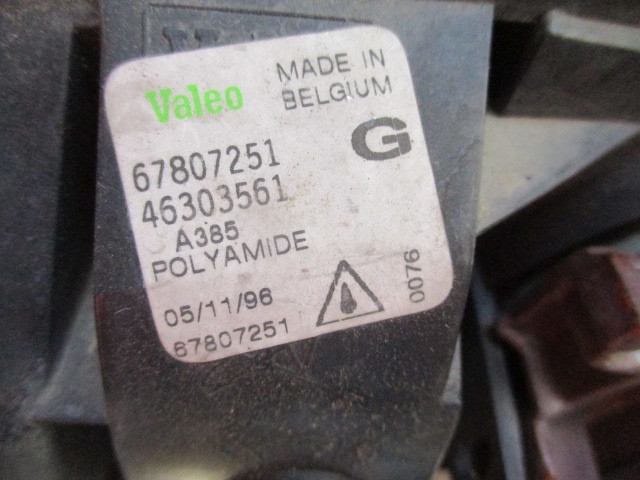 Valeo
MADE IN
BELGIUM
G
67807251
46303561
A385
POLYAMIDE
05/11/96
67807251
0076